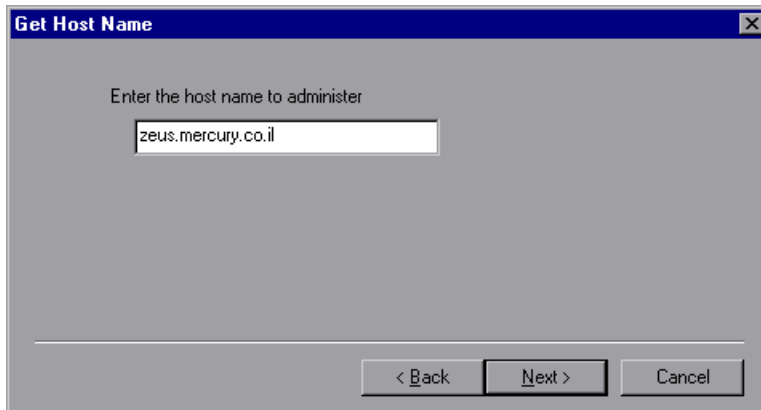 Get Host Name
Enter the host name to administer
zeus.mercury.co.il
< Back
Next >
Cancel